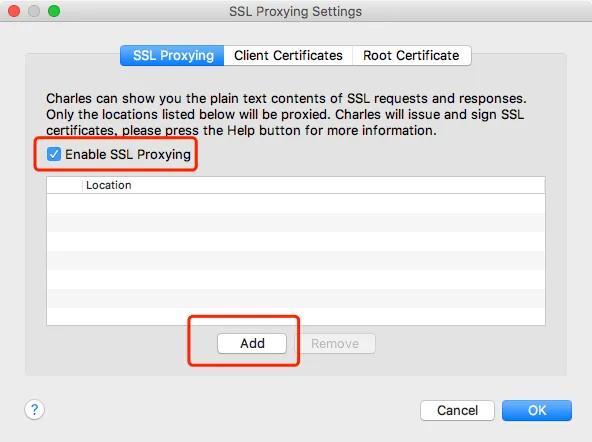 SSL Proxying Settings
SSL Proxying Client Certificates Root Certificate
Charles can show you the plain text contents of SSL requests and responses.
Only the locations listed below will be proxied. Charles will issue and sign SSL
certificates, please press the Help button for more information.
Enable SSL Proxying
Location
Add Remove
? Cancel OK